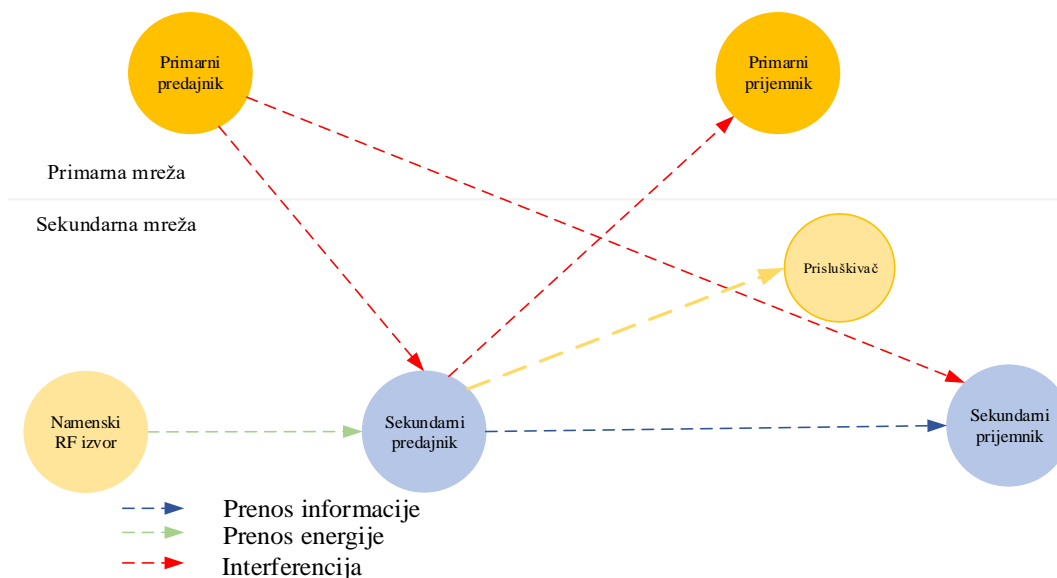 Primarni
predajnik
Primarni
prijemnik
Primarna mreža
Sekundarna mreža
Prisluškivač
Namenski
RF izvor
Sekundarni
predajnik
Sekundarni
prijemnik
Prenos informacije
Prenos energije
Interferencija